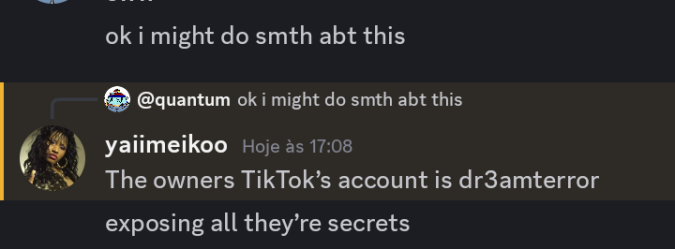 ok i might do smth abt this
@quantum ok i might do smth abt this
yaiimeikoo Hoje às 17:08
The owners TikTok’s account is dr3amterror
exposing all they’re secrets